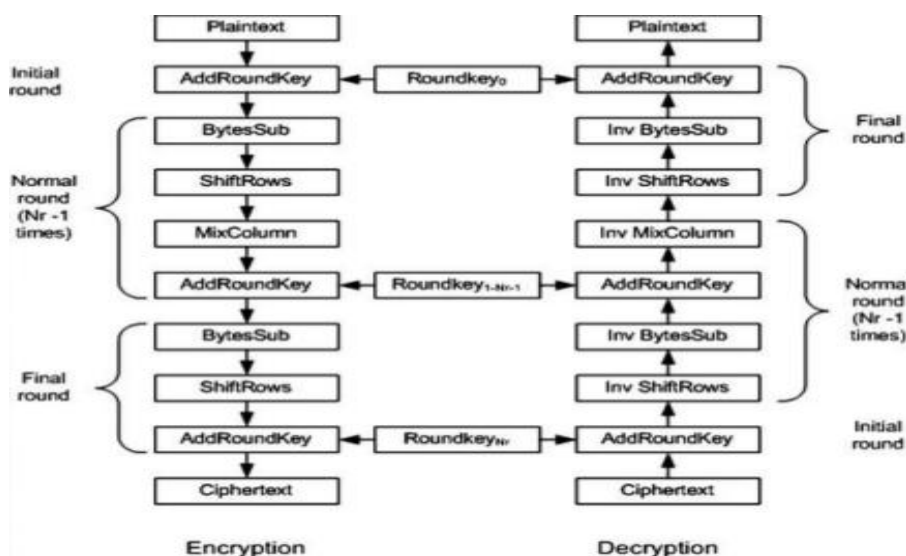 Plaintext
Plaintext
Initial
round
AddRoundKey
Roundkey0
AddRoundKey
BytesSub
Inv BytesSub
Final
round
Normal
round
(Nr -1
times)
ShiftRows
Inv ShiftRows
MixColumn
Inv MixColumn
AddRoundKey
Roundkey1-Nr-1
AddRoundKey
Normal
round
(Nr -1
times)
BytesSub
Inv BytesSub
Final
round
ShiftRows
Inv ShiftRows
AddRoundKey
RoundkeyNr
AddRoundKey
Initial
round
Ciphertext
Ciphertext
Encryption
Decryption